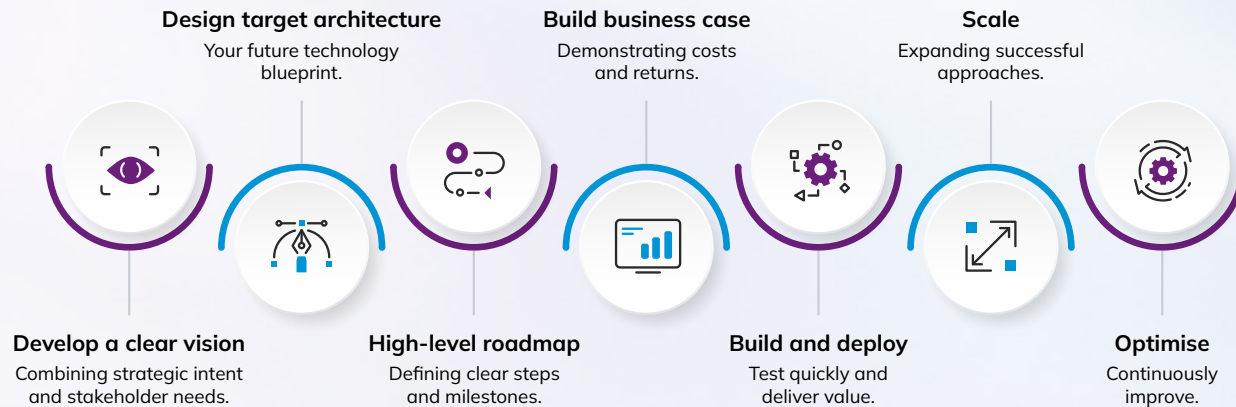 Design target architecture
Your future technology
blueprint.
Build business case
Demonstrating costs
and returns.
Scale
Expanding successful
approaches.
Develop a clear vision
Combining strategic intent
and stakeholder needs.
High-level roadmap
Defining clear steps
and milestones.
Build and deploy
Test quickly and
deliver value.
Optimise
Continuously
improve.